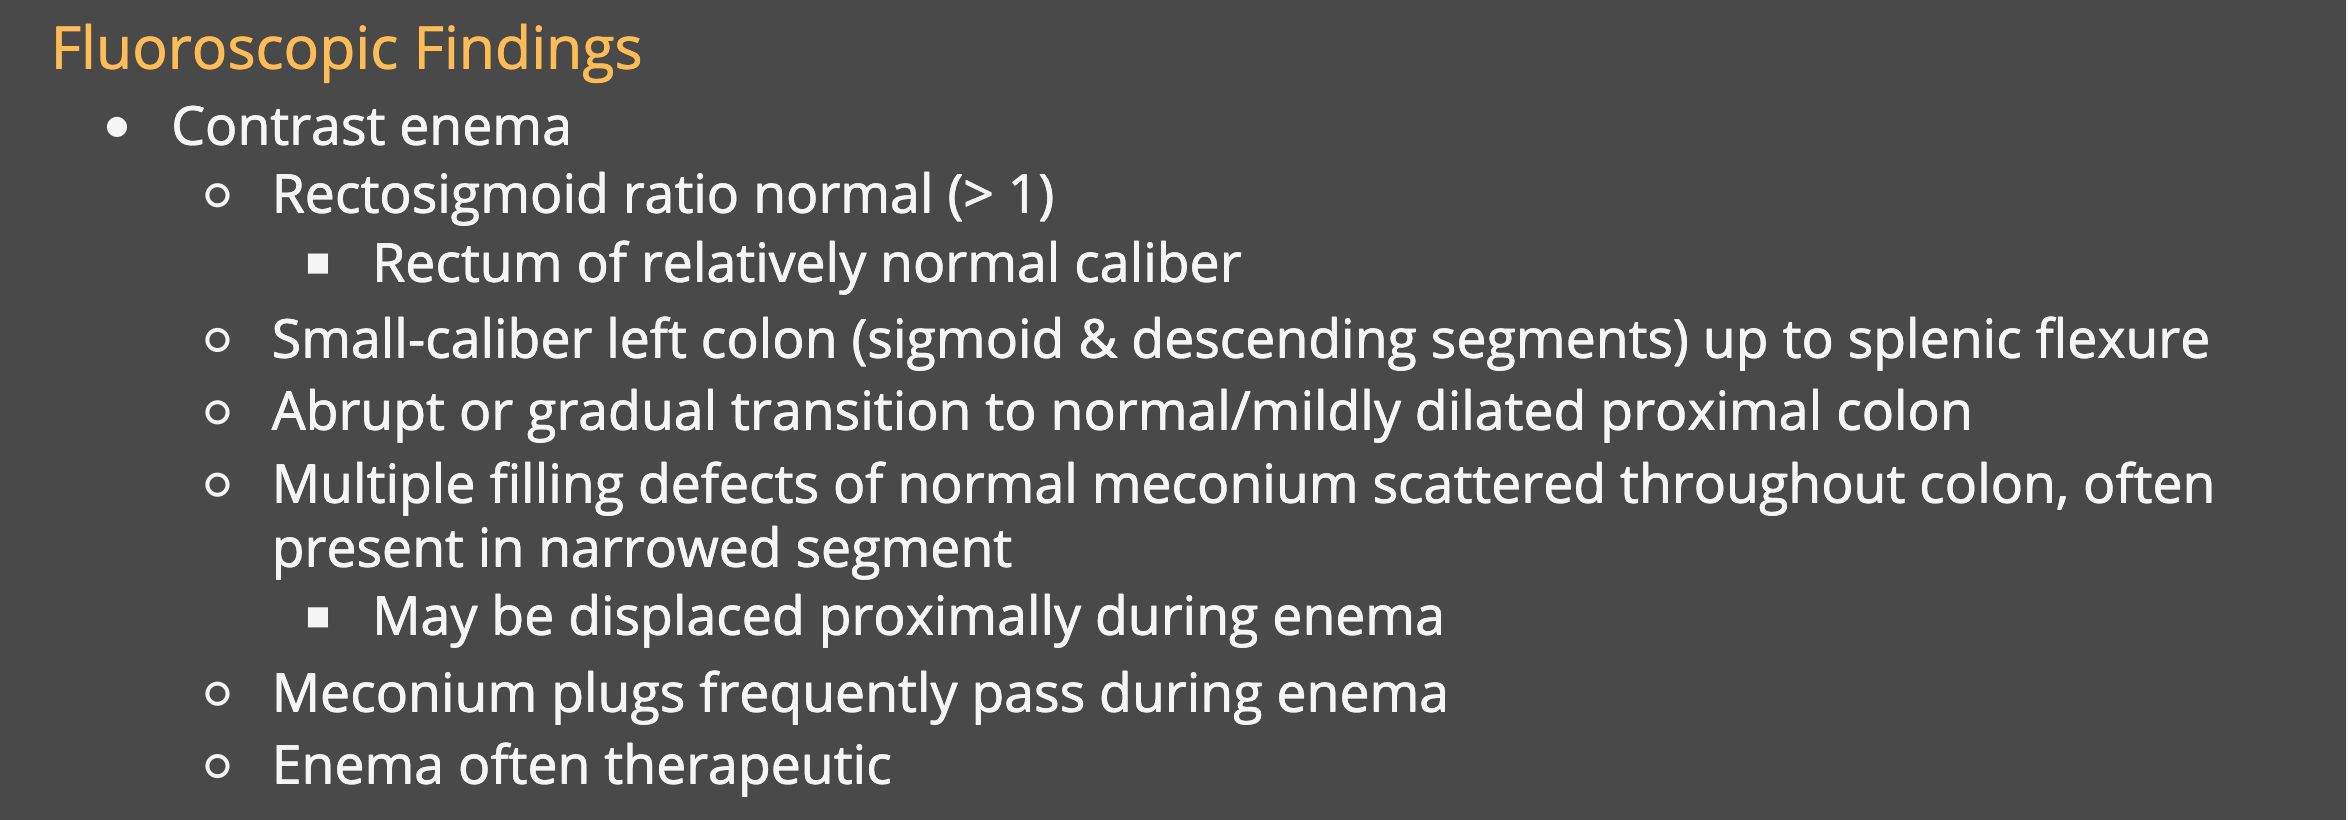 Fluoroscopic Findings
• Contrast enema
○ Rectosigmoid ratio normal (> 1)
▪ Rectum of relatively normal caliber
○ Small-caliber left colon (sigmoid & descending segments) up to splenic flexure
○ Abrupt or gradual transition to normal/mildly dilated proximal colon
○ Multiple filling defects of normal meconium scattered throughout colon, often
present in narrowed segment
▪ May be displaced proximally during enema
○ Meconium plugs frequently pass during enema
○ Enema often therapeutic